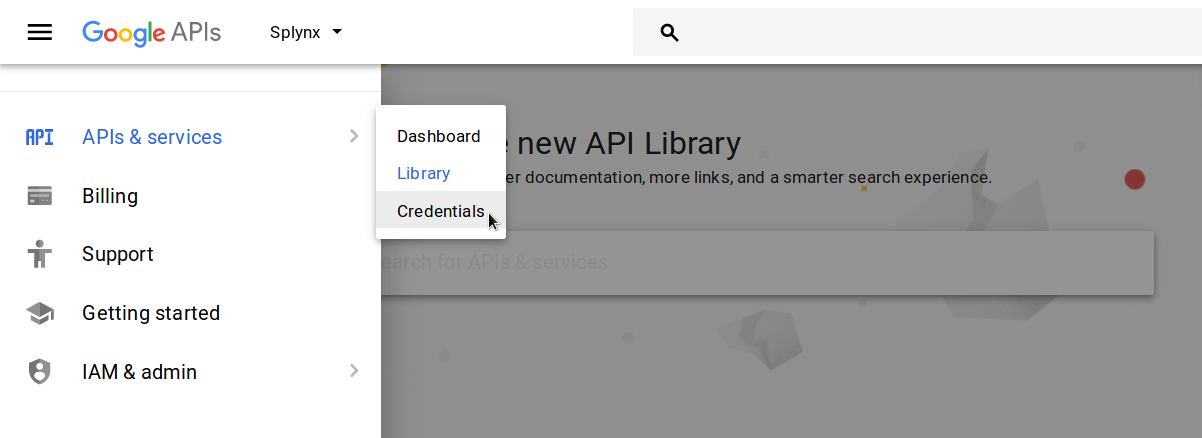 Google APIs
Splynx
API APIs & services
Billing
Support
Getting started
IAM & admin
Dashboard
Library
Credentials
new API Library
documentation, more links, and a smarter search experience.
earch for APIs & services